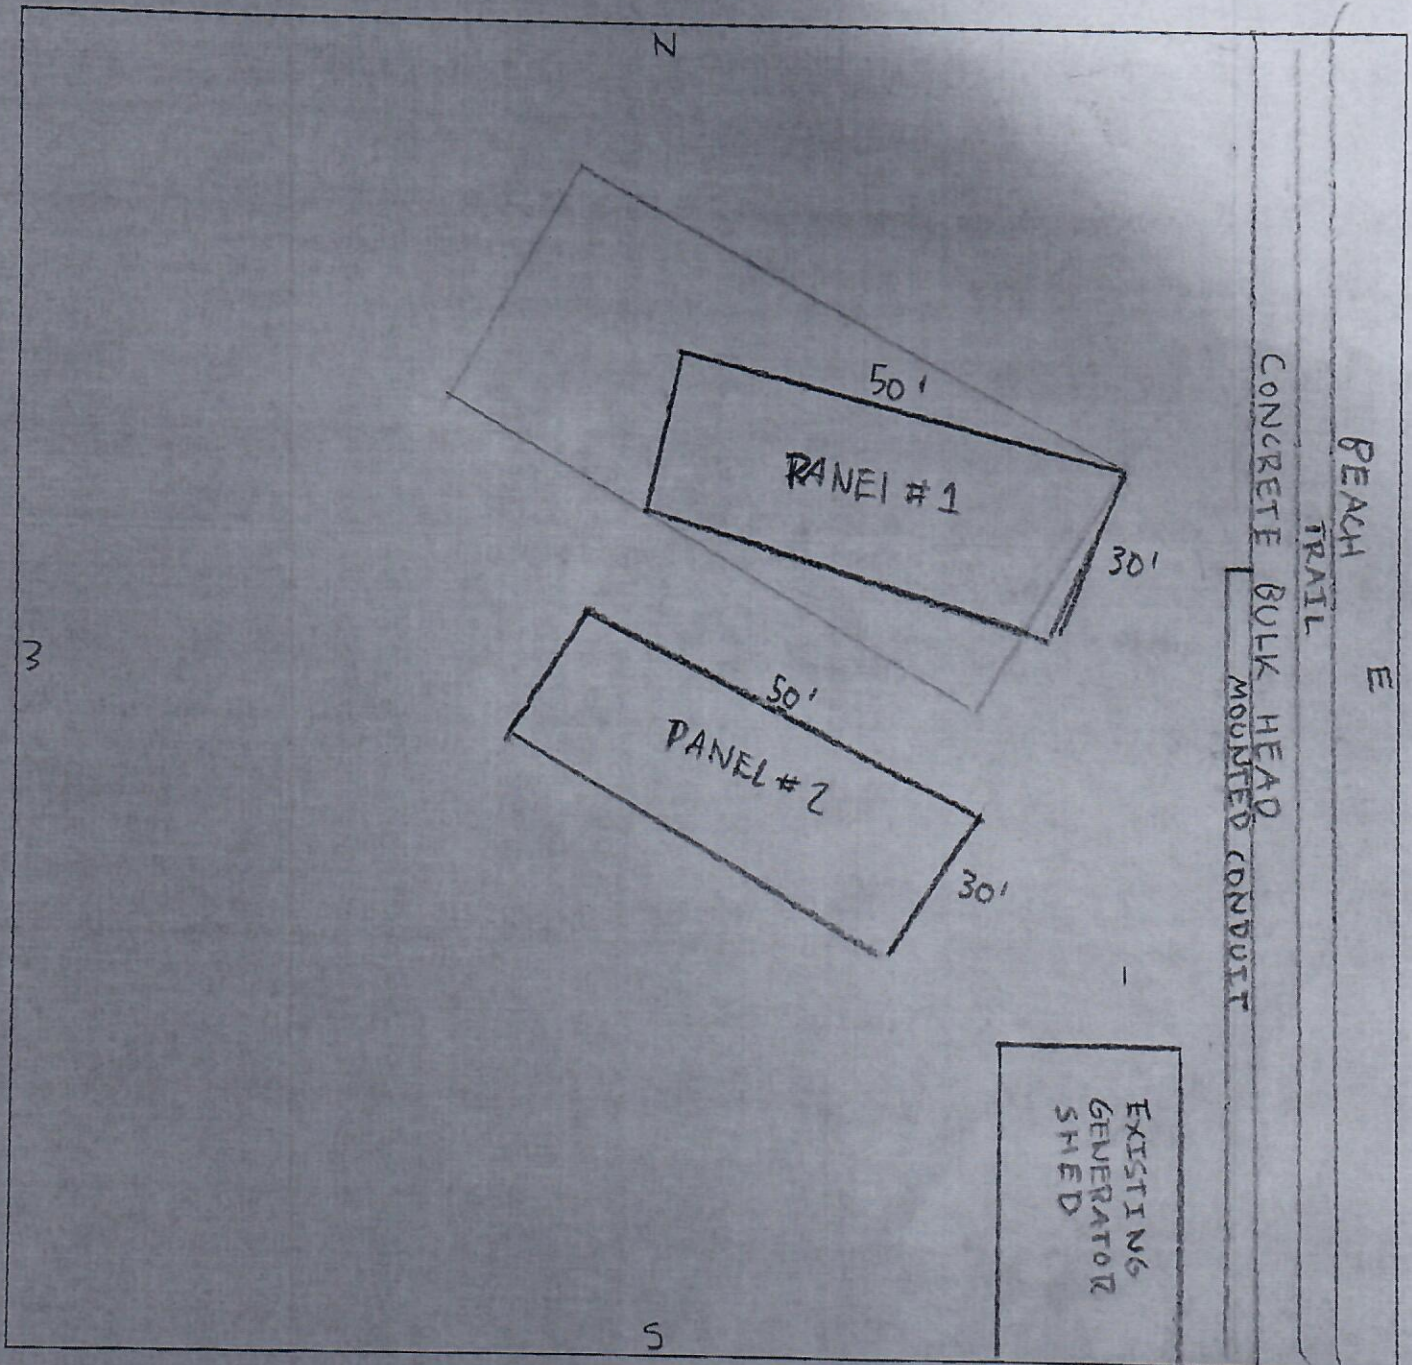 N
50'
PANEl #1
30'
50'
PANEL #2
30'
W
E
S
BEACH
TRAIL
CONCRETE BULK HEAD
MOUNTED CONDUIT
EXISTING
GENERATOR
SHED